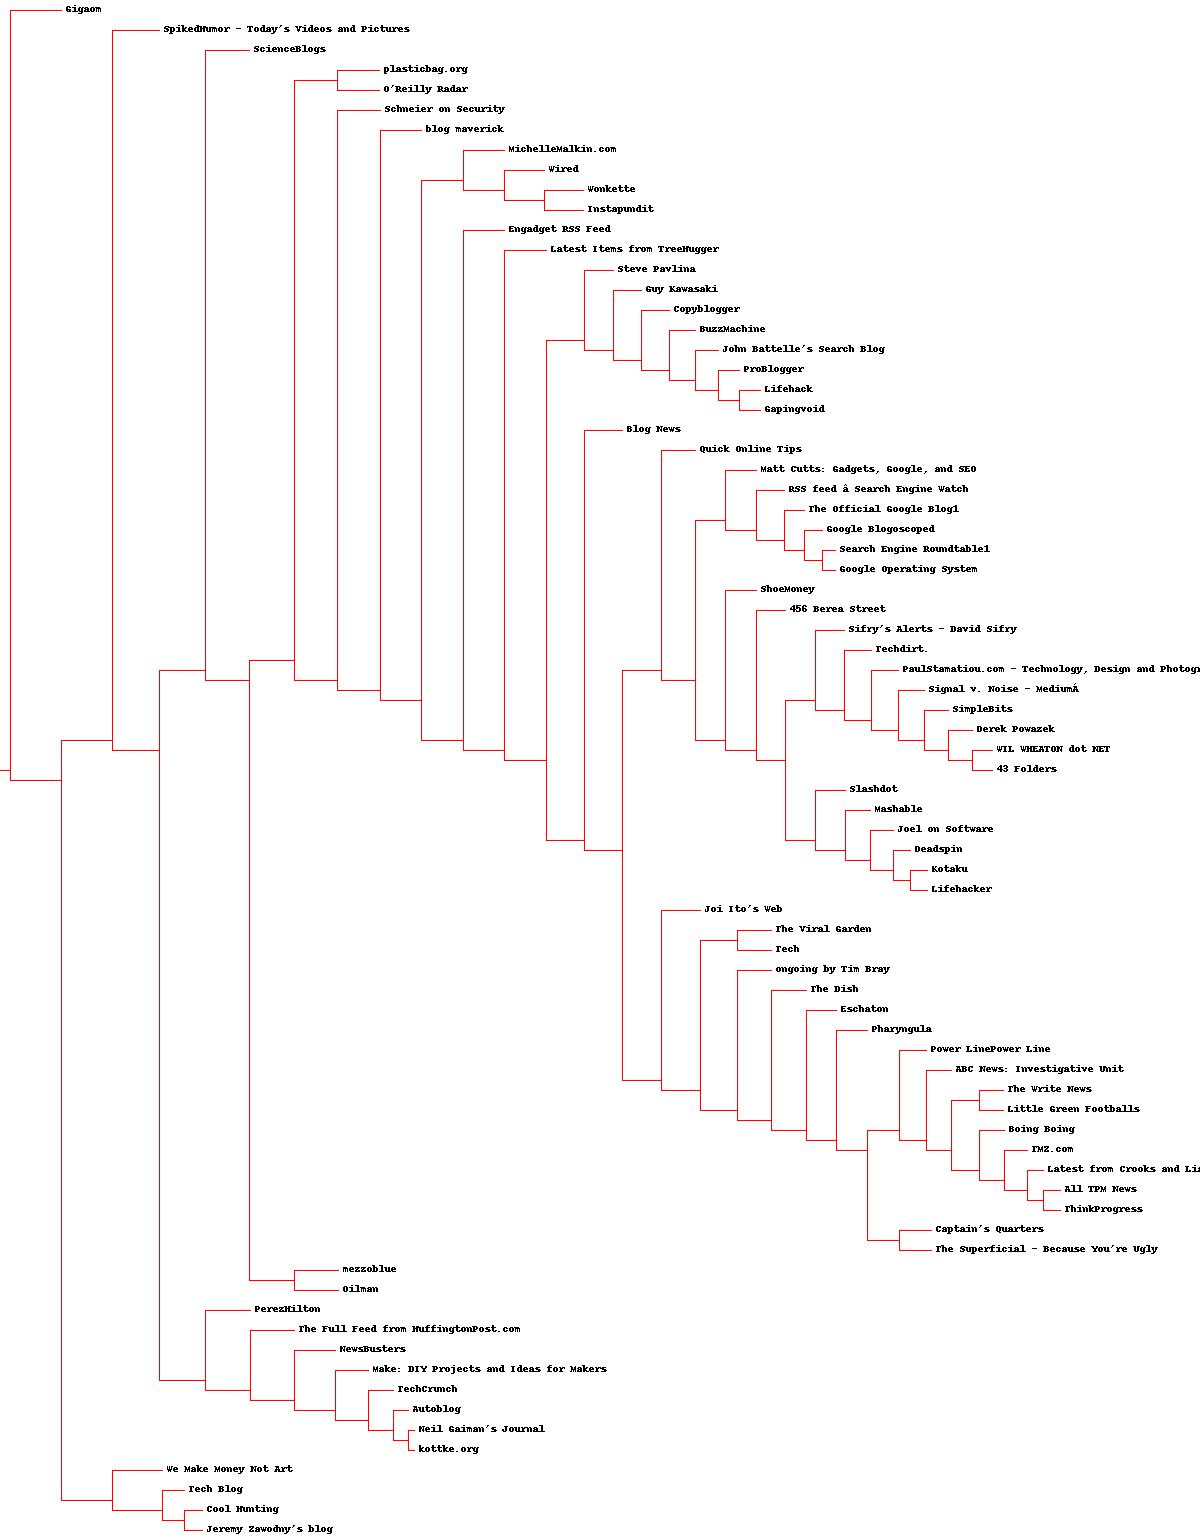 Gigaom
SpikedHumor - Today's Videos and Pictures
ScienceBlogs
plasticbag.org
O'Reilly Radar
Schneier on Security
blog maverick
MichelleMalkin.com
Wired
Wonkette
Instapundit
Engadget RSS Feed
Latest Items from TreeHugger
Steve Pavlina
Guy Kawasaki
Copyblogger
BuzzMachine
John Battelle's Search Blog
ProBlogger
Lifehack
Gapingvoid
Blog News
Quick Online Tips
Matt Cutts: Gadgets, Google, and SEO
RSS feed â Search Engine Watch
The Official Google Blog1
Google Blogoscoped
Search Engine Roundtable1
Google Operating System
ShoeMoney
456 Berea Street
Sifry's Alerts - David Sifry
Techdirt.
PaulStamatiou.com - Technology, Design and Photog
Signal v. Noise - MediumÂ
SimpleBits
Derek Powazek
WIL WHEATON dot NET
43 Folders
Slashdot
Mashable
Joel on Software
Deadspin
Kotaku
Lifehacker
Joi Ito's Web
The Viral Garden
Tech
ongoing by Tim Bray
The Dish
Eschaton
Pharyngula
Power LinePower Line
ABC News: Investigative Unit
The Write News
Little Green Footballs
Boing Boing
TMZ.com
Latest from Crooks and Lia
All TPM News
ThinkProgress
Captain's Quarters
The Superficial - Because You're Ugly
mezzoblue
Oilman
PerezHilton
The Full Feed from HuffingtonPost.com
NewsBusters
Make: DIY Projects and Ideas for Makers
TechCrunch
Autoblog
Neil Gaiman's Journal
kottke.org
We Make Money Not Art
Tech Blog
Cool Hunting
Jeremy Zawodny's blog